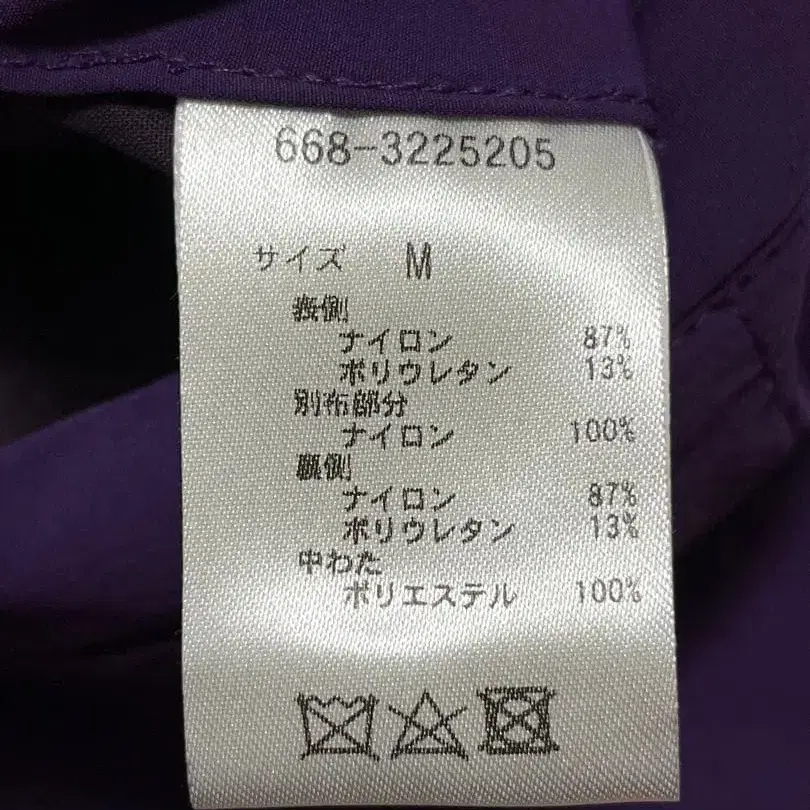 668-3225205
サイズ M
表側
ナイロン 87%
ポリウレタン 13%
別布部分
ナイロン 100%
裏側
ナイロン 87%
ポリウレタン 13%
中わた
ポリエステル 100%